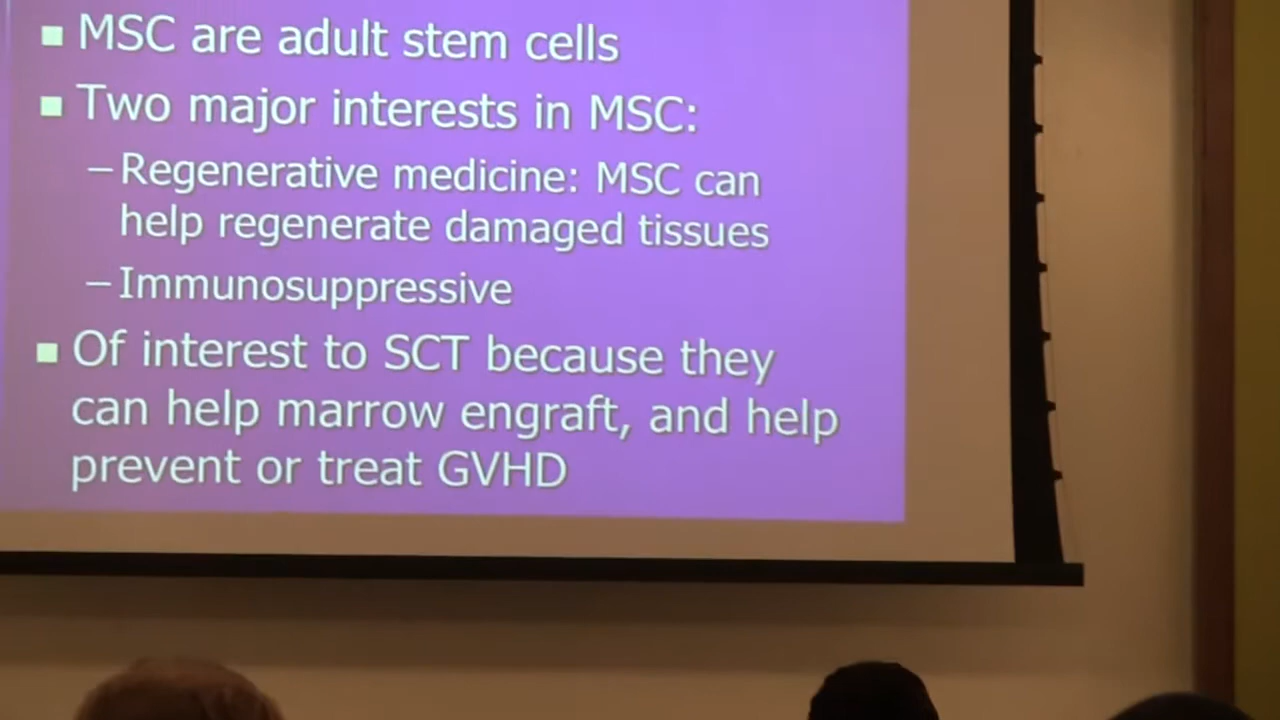 ■ MSC are adult stem cells
■ Two major interests in MSC:
– Regenerative medicine: MSC can
help regenerate damaged tissues
– Immunosuppressive
■ Of interest to SCT because they
can help marrow engraft, and help
prevent or treat GVHD